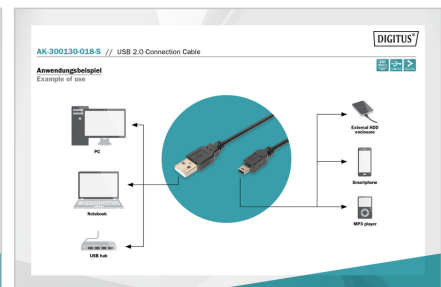 DIGITUS®
AK-300130-018-S // USB 2.0 Connection Cable
Anwendungsbeispiel
Example of use
PC
Notebook
USB hub
External HDD
enclosure
Smartphone
MP3 player